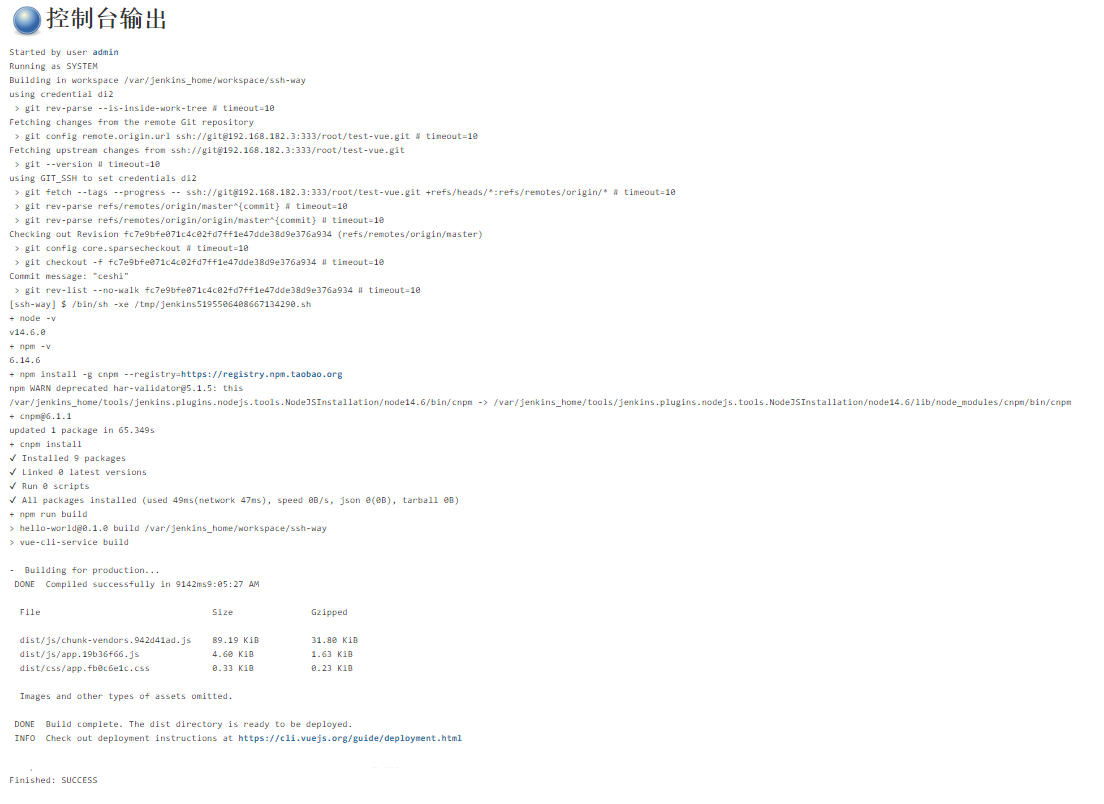 控制台输出
Started by user admin
Running as SYSTEM
Building in workspace /var/jenkins_home/workspace/ssh-way
using credential di2
> git rev-parse --is-inside-work-tree # timeout=10
Fetching changes from the remote Git repository
> git config remote.origin.url ssh://git@192.168.182.3:333/root/test-vue.git # timeout=10
Fetching upstream changes from ssh://git@192.168.182.3:333/root/test-vue.git
> git --version # timeout=10
using GIT_SSH to set credentials di2
> git fetch --tags --progress -- ssh://git@192.168.182.3:333/root/test-vue.git +refs/heads/*:refs/remotes/origin/* # timeout=10
> git rev-parse refs/remotes/origin/master^{commit} # timeout=10
> git rev-parse refs/remotes/origin/origin/master^{commit} # timeout=10
Checking out Revision fc7e9bfe071c4c02fd7ff1e47dde38d9e376a934 (refs/remotes/origin/master)
> git config core.sparsecheckout # timeout=10
> git checkout -f fc7e9bfe071c4c02fd7ff1e47dde38d9e376a934 # timeout=10
Commit message: "ceshi"
> git rev-list --no-walk fc7e9bfe071c4c02fd7ff1e47dde38d9e376a934 # timeout=10
[ssh-way] $ /bin/sh -xe /tmp/jenkins5195506408667134290.sh
+ node -v
v14.6.0
+ npm -v
6.14.6
+ npm install -g cnpm --registry=https://registry.npm.taobao.org
npm WARN deprecated har-validator@5.1.5: this
/var/jenkins_home/tools/jenkins.plugins.nodejs.tools.NodeJSInstallation/node14.6/bin/cnpm -> /var/jenkins_home/tools/jenkins.plugins.nodejs.tools.NodeJSInstallation/node14.6/lib/node_modules/cnpm/bin/cnpm
+ cnpm@6.1.1
updated 1 package in 65.349s
+ cnpm install
✓ Installed 9 packages
✓ Linked 0 latest versions
✓ Run 0 scripts
✓ All packages installed (used 49ms(network 47ms), speed 0B/s, json 0(0B), tarball 0B)
+ npm run build
> hello-world@0.1.0 build /var/jenkins_home/workspace/ssh-way
> vue-cli-service build
-  Building for production...
DONE  Compiled successfully in 9142ms9:05:27 AM
File Size Gzipped
dist/js/chunk-vendors.942d41ad.js 89.19 KiB 31.80 KiB
dist/js/app.19b36f66.js 4.60 KiB 1.63 KiB
dist/css/app.fb0c6e1c.css 0.33 KiB 0.23 KiB
Images and other types of assets omitted.
DONE  Build complete. The dist directory is ready to be deployed.
INFO  Check out deployment instructions at https://cli.vuejs.org/guide/deployment.html
Finished: SUCCESS